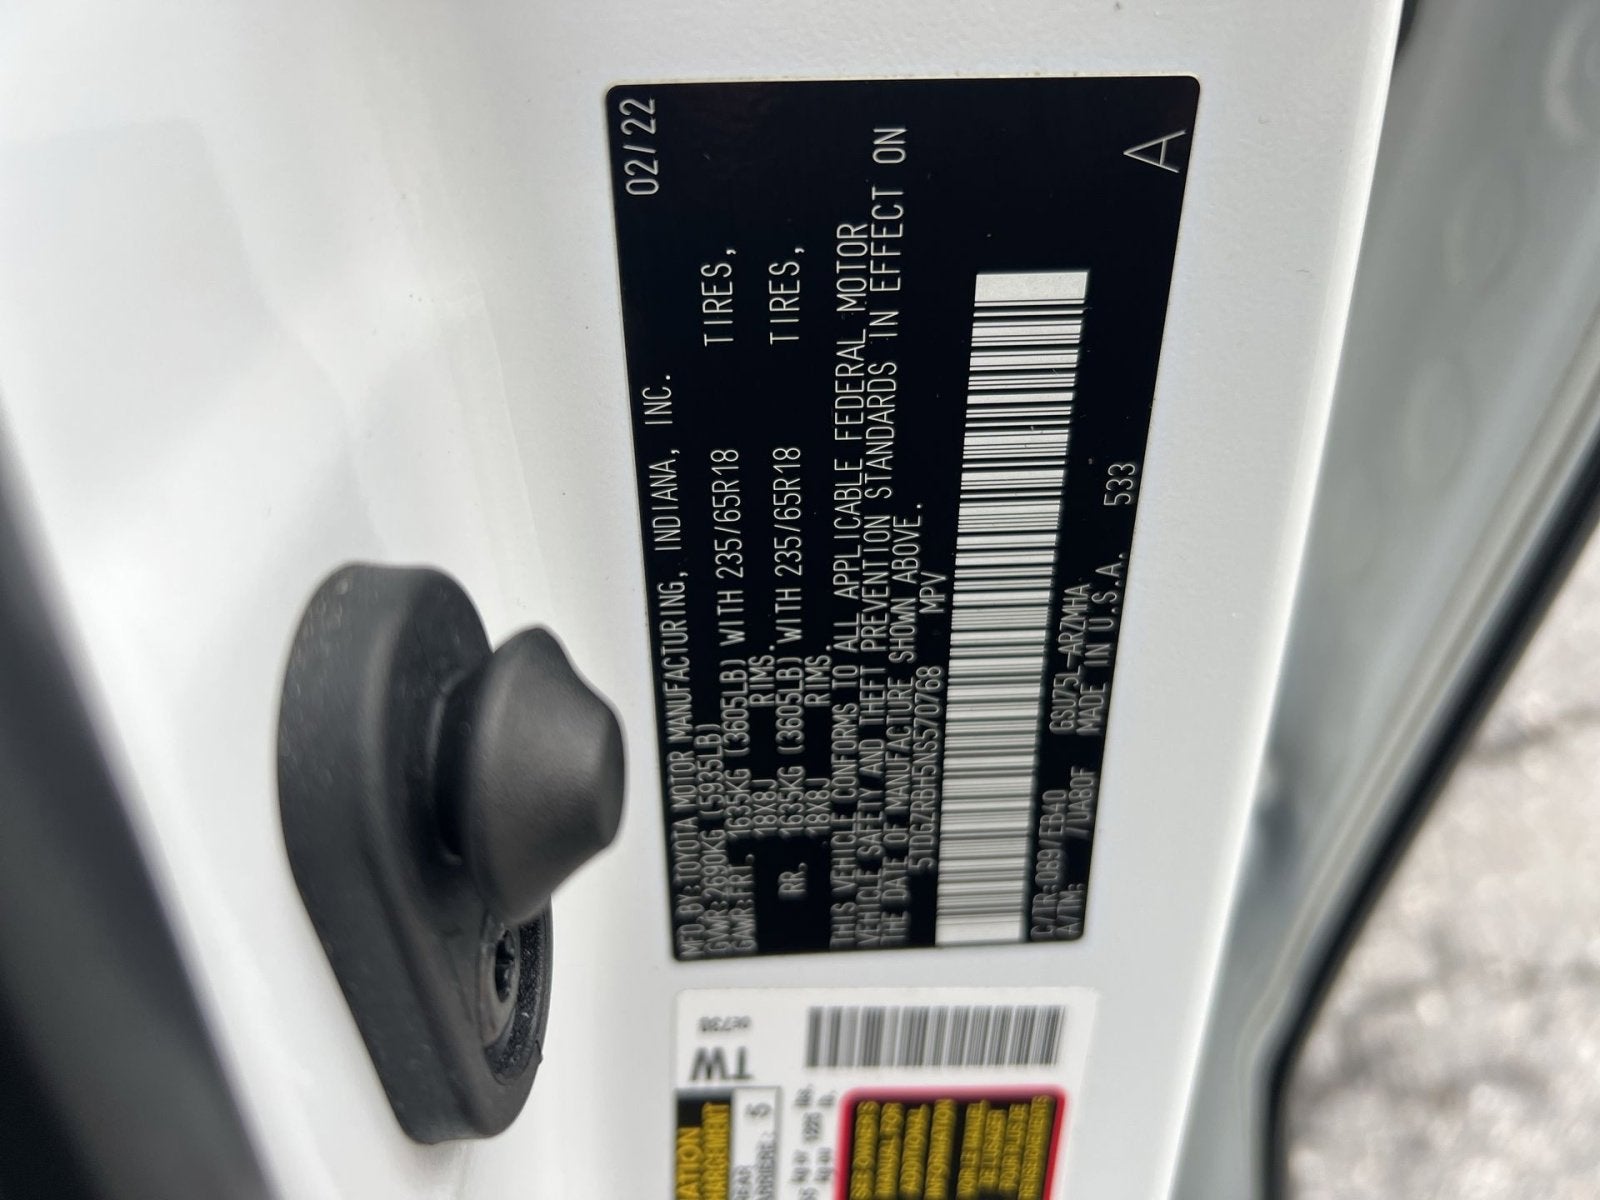 MFD.BY:TOYOTA MOTOR MANUFACTURING, INDIANA, INC. 02/22
GVWR:2690KG (5935LB)
GAWR:FRT. 1635KG (3605LB) WITH 235/65R18 TIRES,
18X8J RIMS.
RR. 1635KG (3605LB) WITH 235/65R18 TIRES,
18X8J RIMS.
THIS VEHICLE CONFORMS TO ALL APPLICABLE FEDERAL MOTOR
VEHICLE SAFETY AND THEFT PREVENTION STANDARDS IN EFFECT ON
THE DATE OF MANUFACTURE SHOWN ABOVE.
5TDGZRBH5NS570768 MPV
C/TR:089/EB40 GSU75L-ARZMHA
A/TM: /UA80F MADE IN U.S.A. 533
A
TW
5